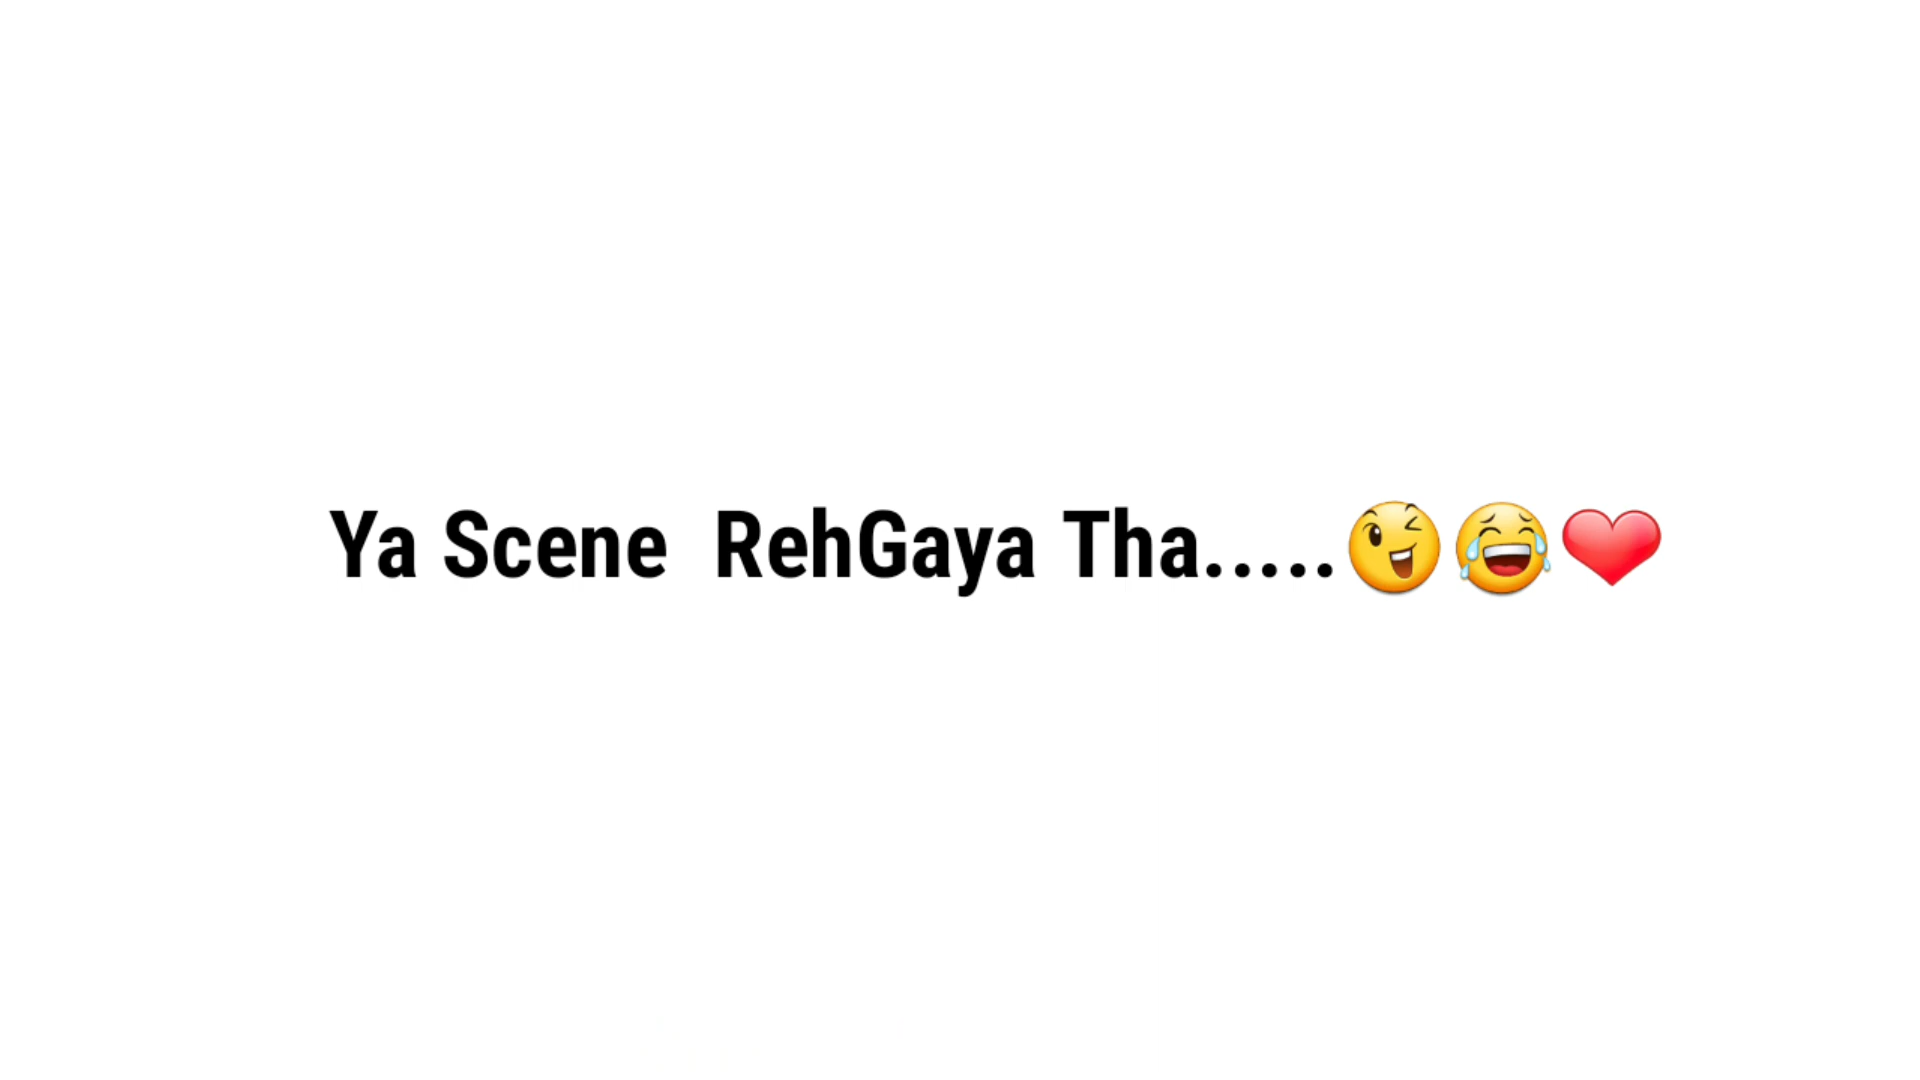 Ya Scene  RehGaya Tha.....😉😂❤